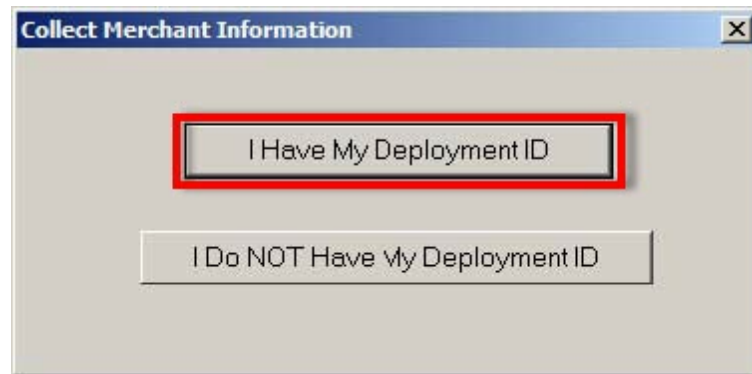 Collect Merchant Information
I Have My Deployment ID
I Do NOT Have My Deployment ID